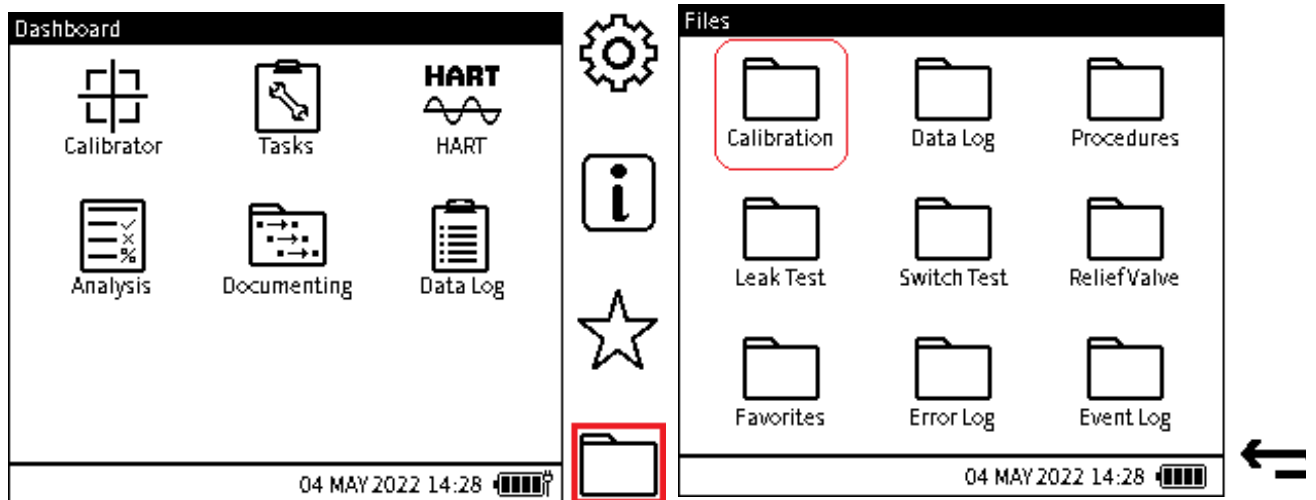 Dashboard
Calibrator Tasks HART HART
Analysis Documenting Data Log
04 MAY 2022 14:28
i
Files
Calibration Data Log Procedures
Leak Test Switch Test Relief Valve
Favorites Error Log Event Log
04 MAY 2022 14:28